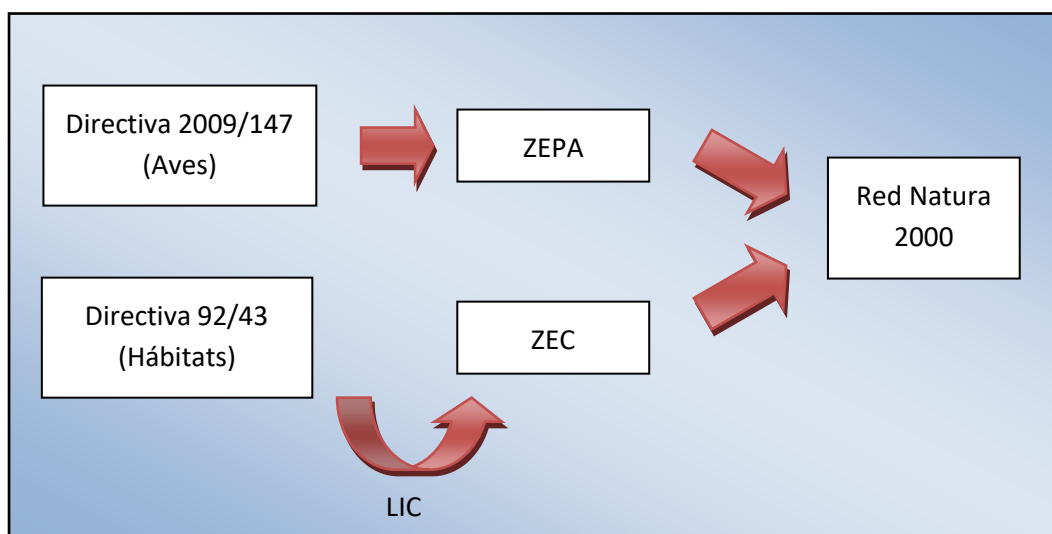 Directiva 2009/147
(Aves)
ZEPA
Red Natura
2000
Directiva 92/43
(Hábitats)
ZEC
LIC